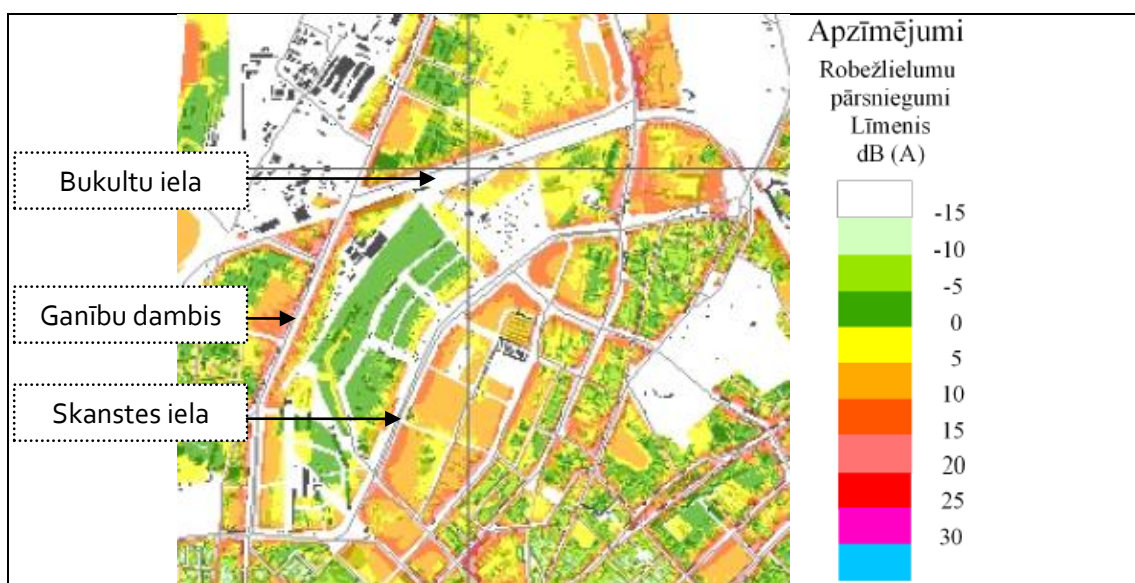 Bukultu iela
Ganību dambis
Skanstes iela
Apzīmējumi
Robežlielumu
pārsniegumi
Līmenis
dB (A)
-15
-10
-5
0
5
10
15
20
25
30